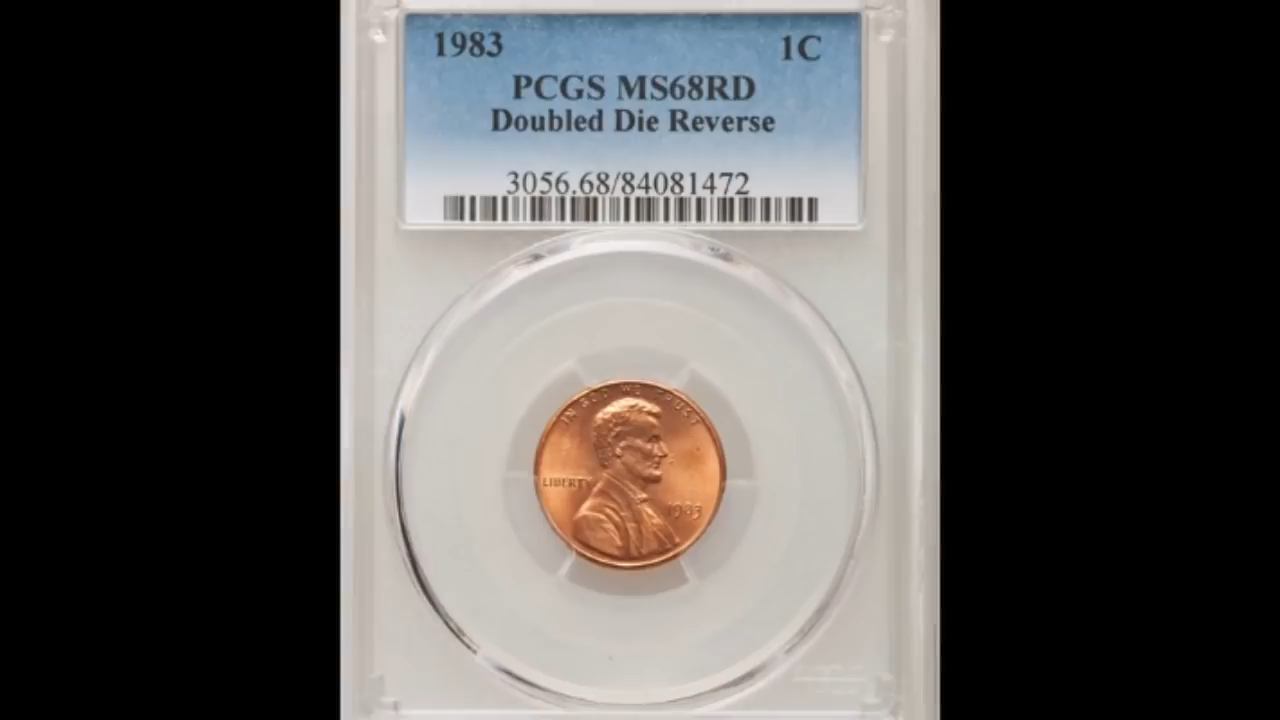 1983 1C
PCGS MS68RD
Doubled Die Reverse
3056.68/84081472
IN GOD WE TRUST
LIBERTY
1983